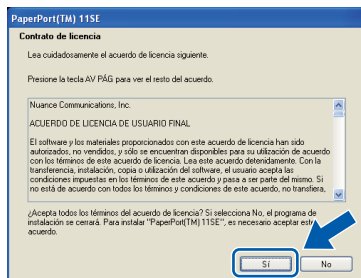 PaperPort(TM) 11SE
Contrato de licencia
Lea cuidadosamente el acuerdo de licencia siguiente.
Presione la tecla AV PÁG para ver el resto del acuerdo.
Nuance Communications, Inc.
ACUERDO DE LICENCIA DE USUARIO FINAL
El software y los materiales proporcionados con este acuerdo de licencia han sido
autorizados, no vendidos, y sólo se encuentran disponibles para su utilización de acuerdo
con los términos de este acuerdo de licencia. Lea este acuerdo detenidamente. Con la
transferencia, instalación, copia o utilización del software, el usuario acepta las
condiciones impuestas en los términos de este acuerdo y pasa a ser parte del mismo. Si
no está de acuerdo con todos los términos y condiciones de este acuerdo, no transfiera,
¿Acepta todos los términos del acuerdo de licencia? Si selecciona No, el programa de
instalación se cerrará. Para instalar "PaperPort(TM) 11SE", es necesario aceptar este
acuerdo.
Sí
No